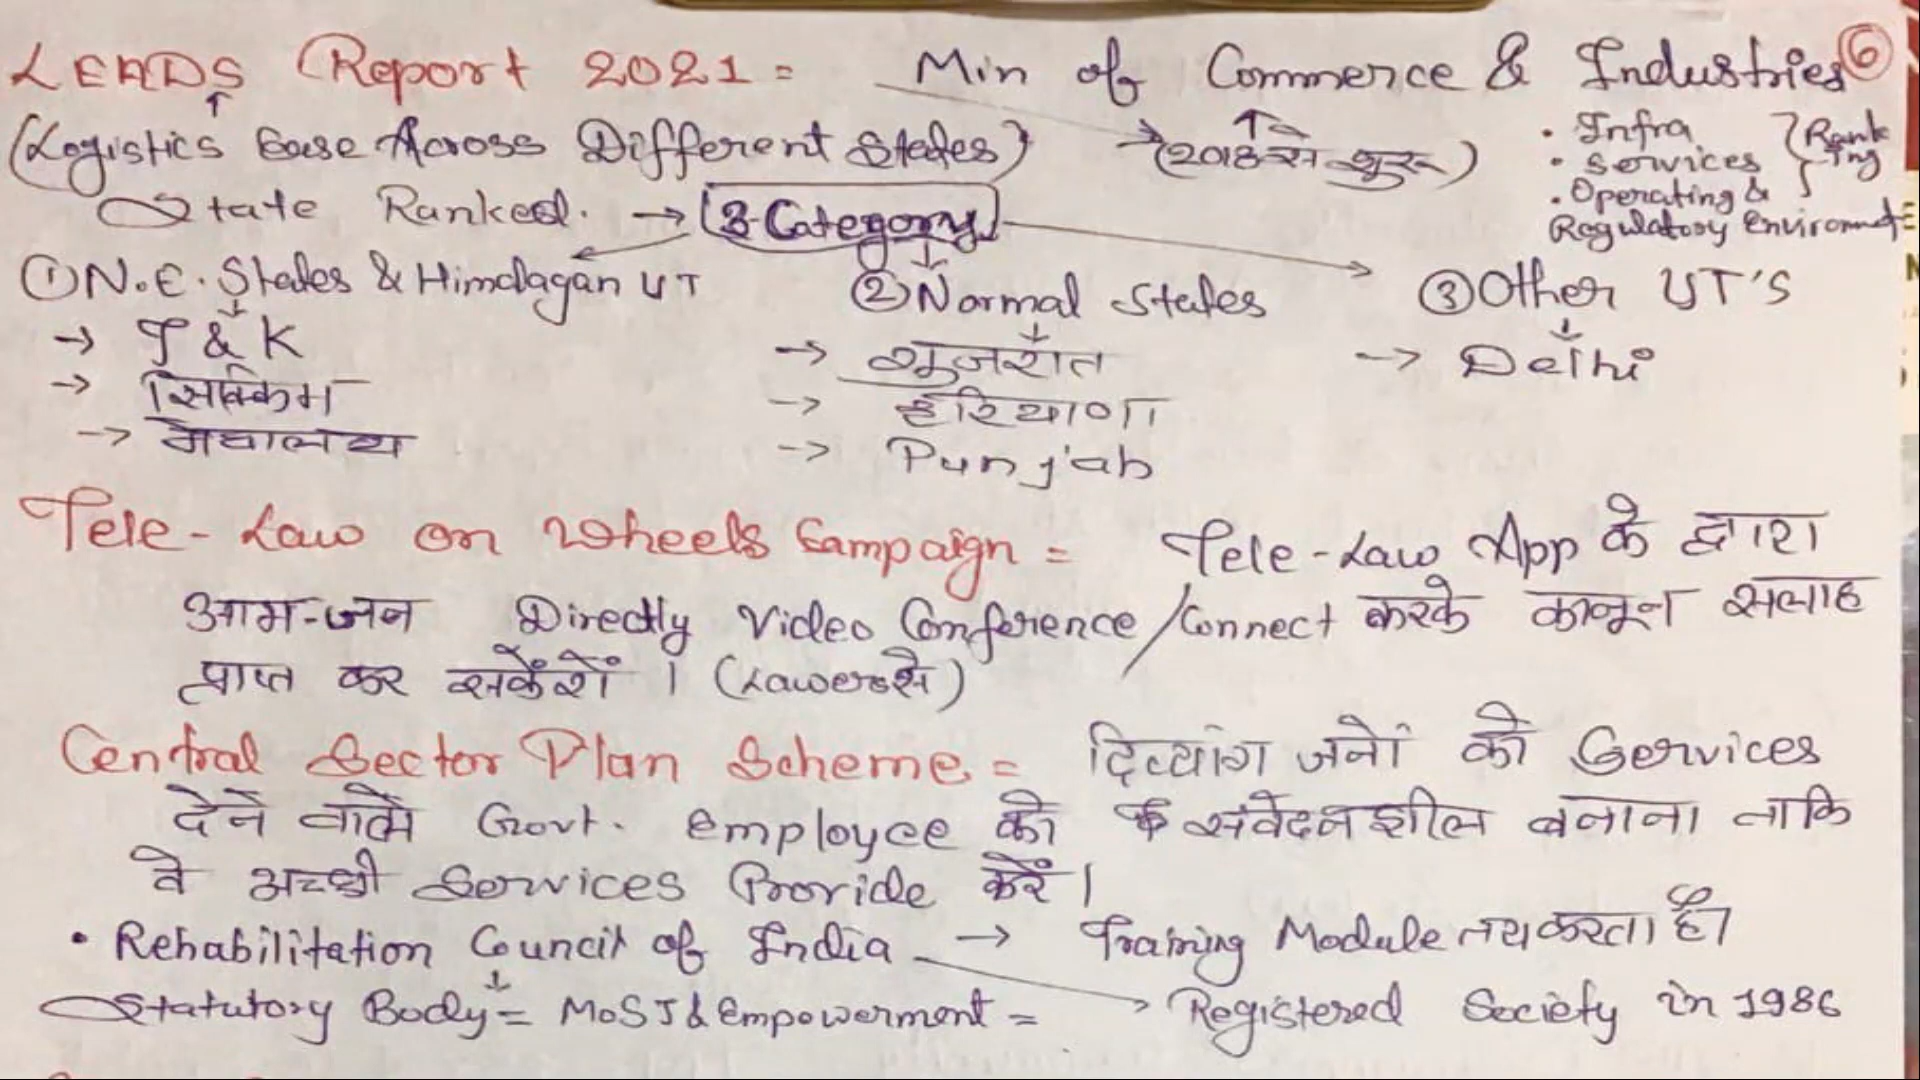 LEADS Report 2021 = Min of Commerce & Industries 6
(Logistics Ease Across Different States) → (2018 से शुरू)
• Infra
• Services
• Operating &
Regulatory Environmet
} Ranking
State Ranked. → 3-Category
① N.E. States & Himalayan UT
→ J & K
→ सिक्किम
→ मेघालय
② Normal States
→ गुजरात
→ हरियाणा
→ Punjab
③ Other UT'S
→ Delhi
Tele-Law on Wheels Campaign = Tele-Law App के द्वारा
आम-जन Directly Video Conference/Connect करके कानून सलाह
प्राप्त कर सकेंगें । (Lawers से)
Central Sector Plan Scheme = दिव्यांग जनों को Services
देने वाले Govt. Employee को संवेदनशील बनाना ताकि
वे अच्छी Services Provide करें।
• Rehabilitation Council of India → Training Module तय करता है।
Statutory Body = MoSJ & Empowerment = → Registered Society in 1986